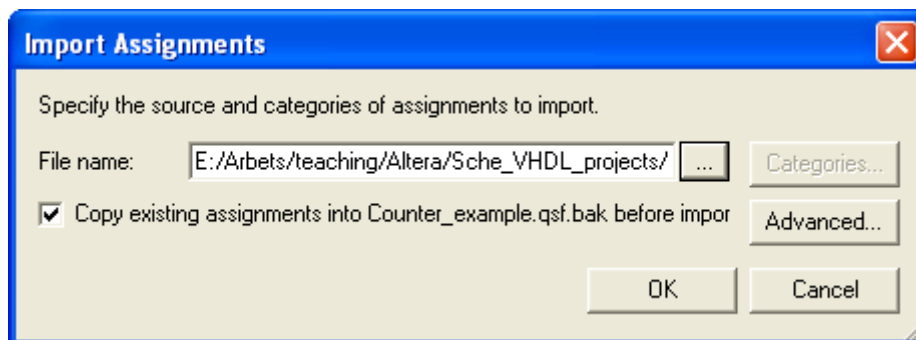 Import Assignments
Specify the source and categories of assignments to import.
File name: E:/Arbets/teaching/Altera/Sche_VHDL_projects/ ... Categories...
Copy existing assignments into Counter_example.qsf.bak before impor Advanced...
OK Cancel